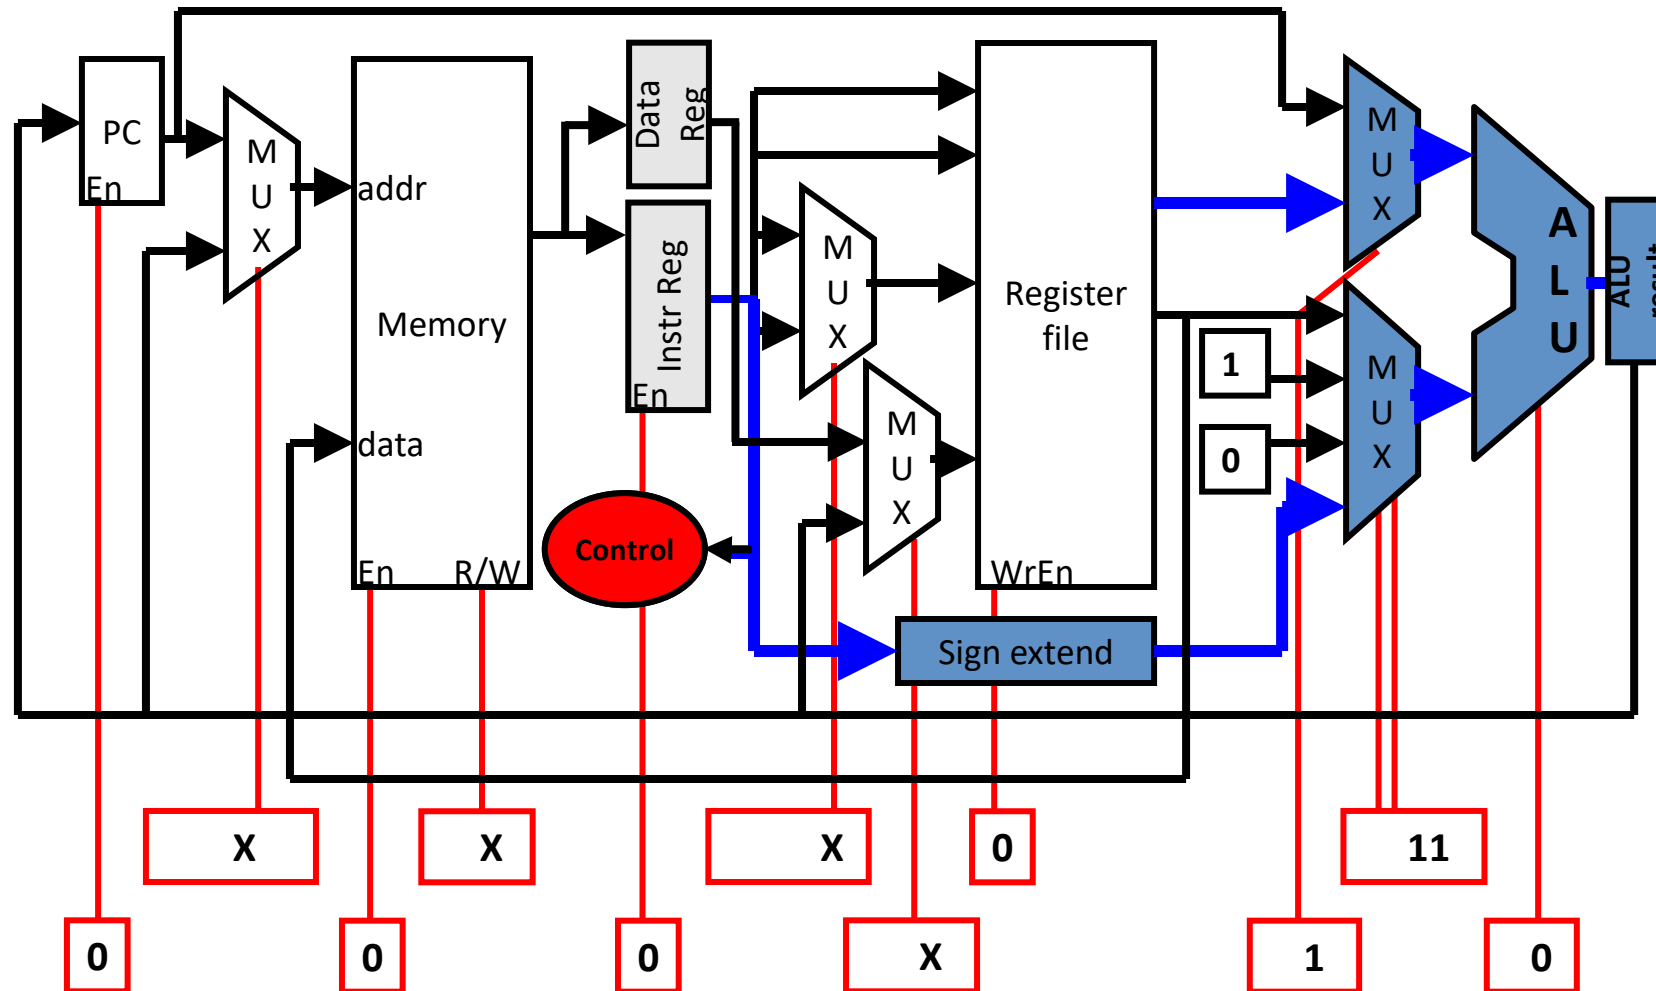 PC
En
M
U
X
addr
Memory
data
En
R/W
Data
Reg
Instr Reg
En
Control
M
U
X
M
U
X
Register
file
WrEn
Sign extend
1
0
M
U
X
M
U
X
A
L
U
ALU
X
X
X
0
11
0
0
0
X
1
0